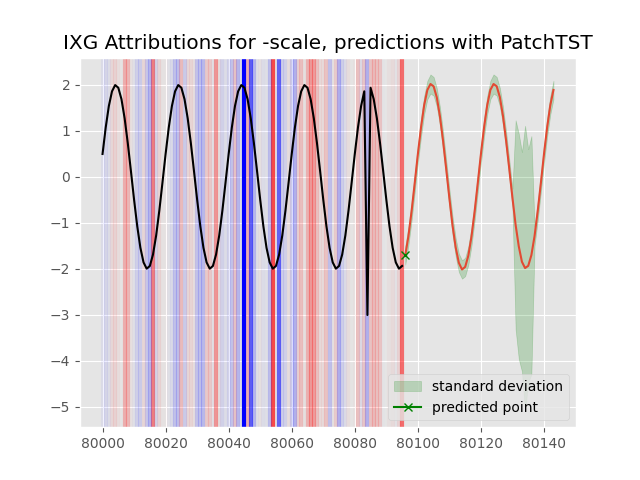 IXG Attributions for -scale, predictions with PatchTST
2
1
0
−1
−2
−3
−4
−5
80000 80020 80040 80060 80080 80100 80120 80140
standard deviation
predicted point